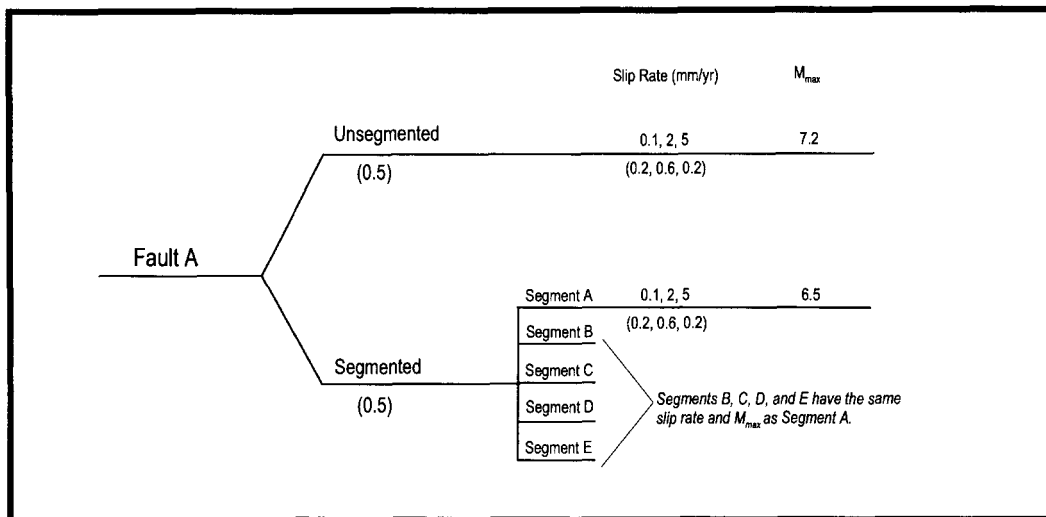 Slip Rate (mm/yr) Mmax
Unsegmented 0.1, 2, 5 7.2
(0.5) (0.2, 0.6, 0.2)
Fault A
Segment A 0.1, 2, 5 6.5
(0.2, 0.6, 0.2)
Segment B
Segmented Segment C
(0.5)
Segment D
Segment E
Segments B, C, D, and E have the same
slip rate and Mmax as Segment A.